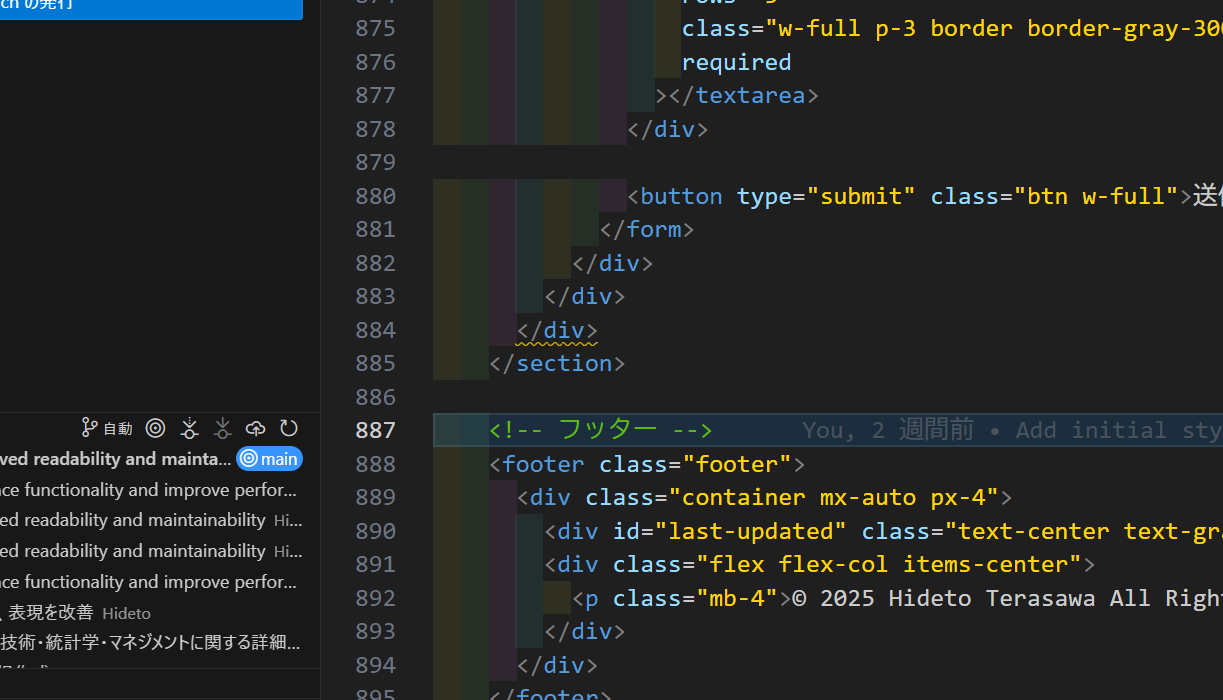 ch の発行
自動
ved readability and mainta... main
ce functionality and improve perfor...
ed readability and maintainability Hi...
ed readability and maintainability Hi...
ce functionality and improve perfor...
、表現を改善 Hideto
技術・統計学・マネジメントに関する詳細...
874
875 class="w-full p-3 border border-gray-300
876 required
877 ></textarea>
878 </div>
879
880 <button type="submit" class="btn w-full">送信
881 </form>
882 </div>
883 </div>
884 </div>
885 </section>
886
887 <!-- フッター --> You, 2 週間前 • Add initial sty
888 <footer class="footer">
889 <div class="container mx-auto px-4">
890 <div id="last-updated" class="text-center text-gra
891 <div class="flex flex-col items-center">
892 <p class="mb-4">© 2025 Hideto Terasawa All Right
893 </div>
894 </div>
895 </footer>